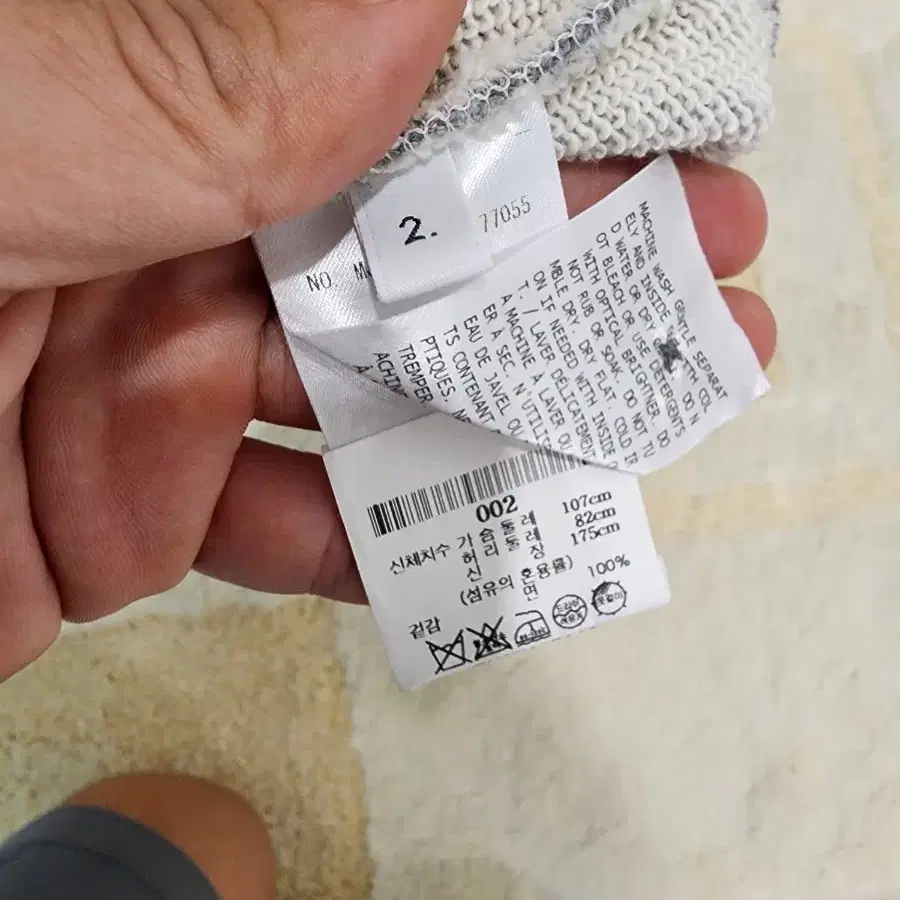 2.
77055
NO. M
MACHINE WASH GENTLE SEPARAT
ELY AND INSIDE WITH COL
D WATER OR DRY DO N
OT BLEACH OR USE DETERGENTS
WITH OPTICAL BRIGHTNER. DO
NOT RUB OR SOAK. DO NOT TU
MBLE DRY. DRY FLAT. COLD IR
ON IF NEEDED WITH INSIDE O
T. / LAVER DELICATEMENT
A MACHINE A LAVER OU
ER A SEC. N'UTILIS
EAU DE JAVEL OU
TS CONTENANT
PTIQUES. NE
TREMPER
ACHIN
A
002
신체치수 가슴둘레 107cm
허리둘레 82cm
신 장 175cm
(섬유의 혼용률)
겉감 면 100%